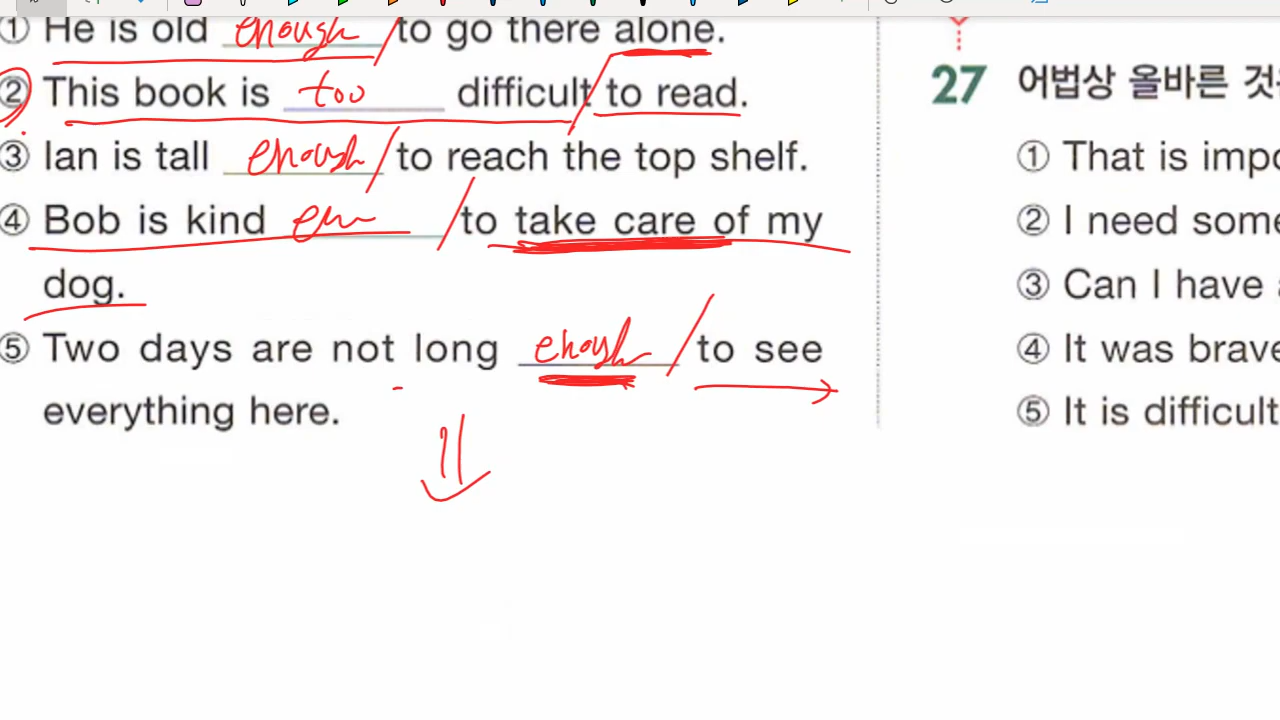 ① He is old enough to go there alone.
② This book is too difficult to read.
③ Ian is tall enough to reach the top shelf.
④ Bob is kind en to take care of my
dog.
⑤ Two days are not long enough to see
everything here.
27 어법상 올바른 것은
① That is impo
② I need some
③ Can I have a
④ It was brave
⑤ It is difficult